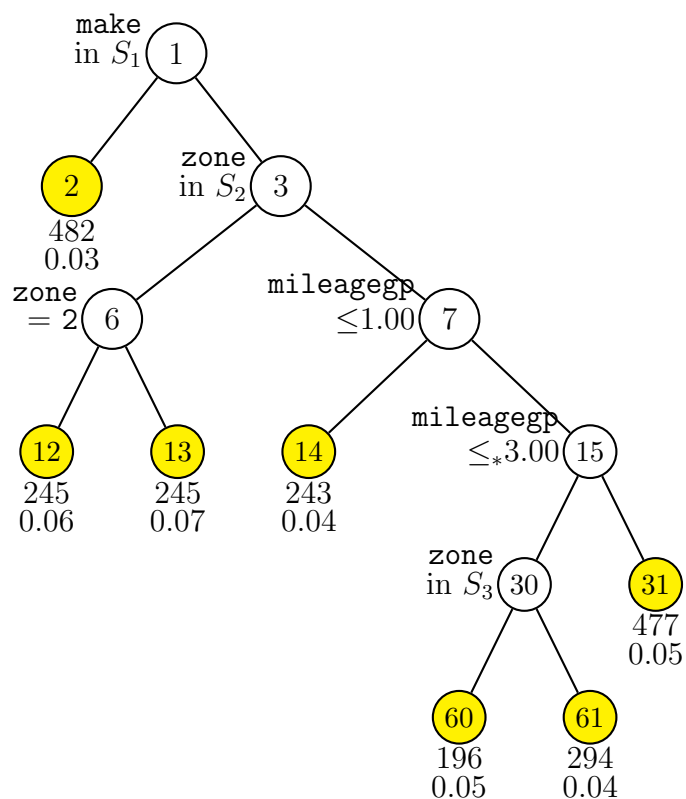 make
in S₁ 1
zone
in S₂ 3
2
482
0.03
zone
= 2 6
mileagegp
≤1.00 7
12
245
0.06
13
245
0.07
14
243
0.04
mileagegp
≤*3.00 15
zone
in S₃ 30
31
477
0.05
60
196
0.05
61
294
0.04